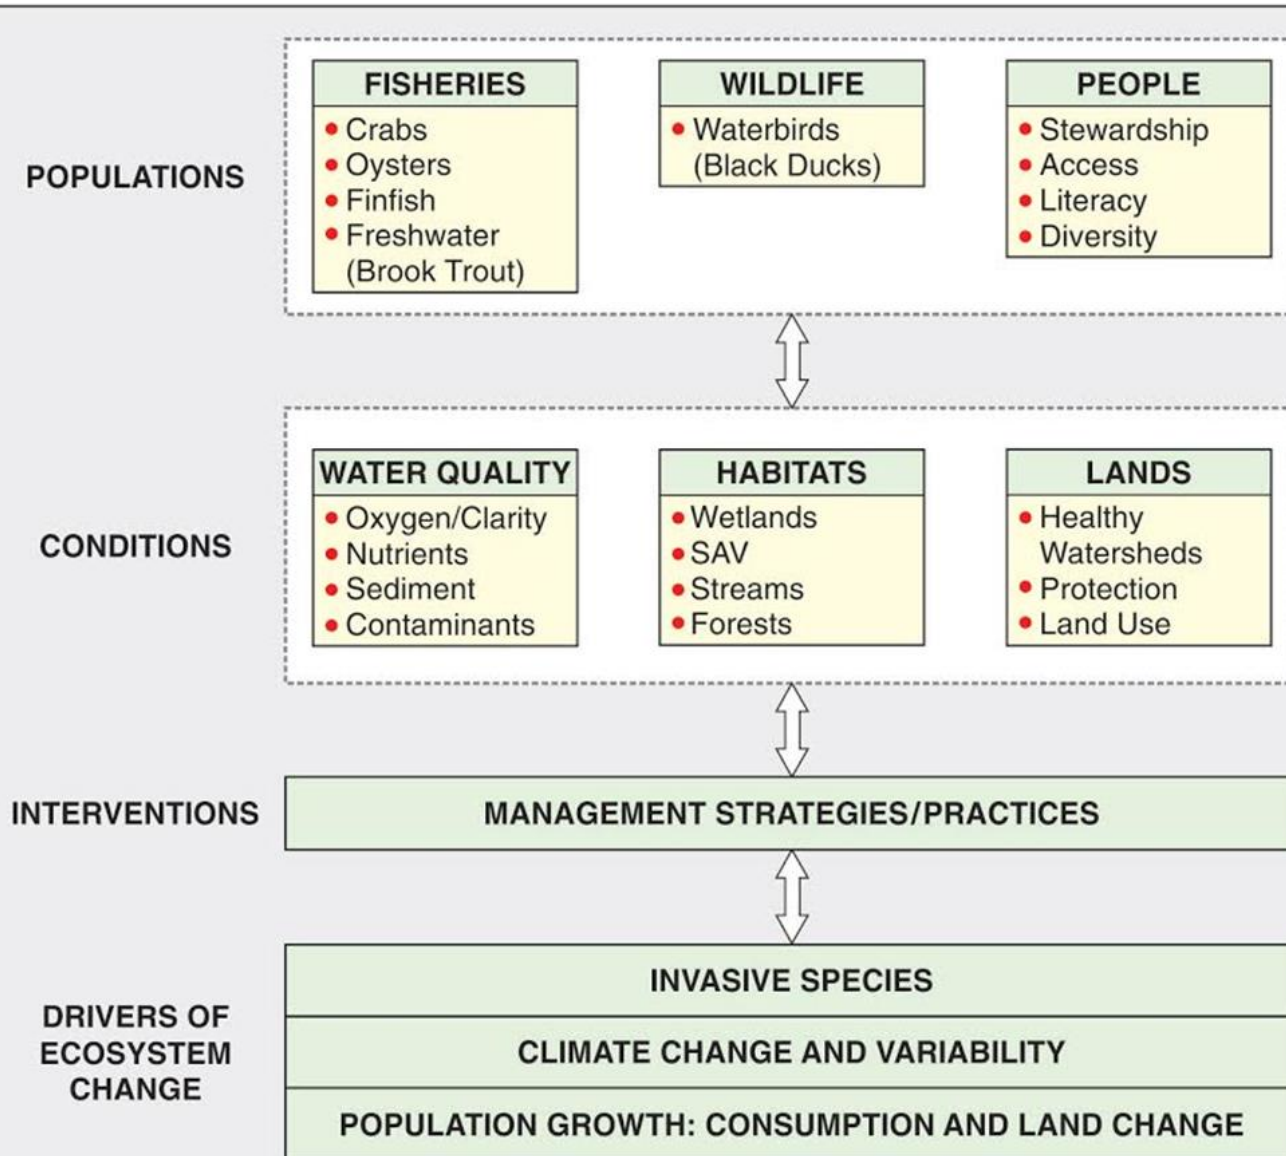 POPULATIONS
FISHERIES
• Crabs
• Oysters
• Finfish
• Freshwater
(Brook Trout)
WILDLIFE
• Waterbirds
(Black Ducks)
PEOPLE
• Stewardship
• Access
• Literacy
• Diversity
CONDITIONS
WATER QUALITY
• Oxygen/Clarity
• Nutrients
• Sediment
• Contaminants
HABITATS
• Wetlands
• SAV
• Streams
• Forests
LANDS
• Healthy
Watersheds
• Protection
• Land Use
INTERVENTIONS
MANAGEMENT STRATEGIES/PRACTICES
DRIVERS OF
ECOSYSTEM
CHANGE
INVASIVE SPECIES
CLIMATE CHANGE AND VARIABILITY
POPULATION GROWTH: CONSUMPTION AND LAND CHANGE